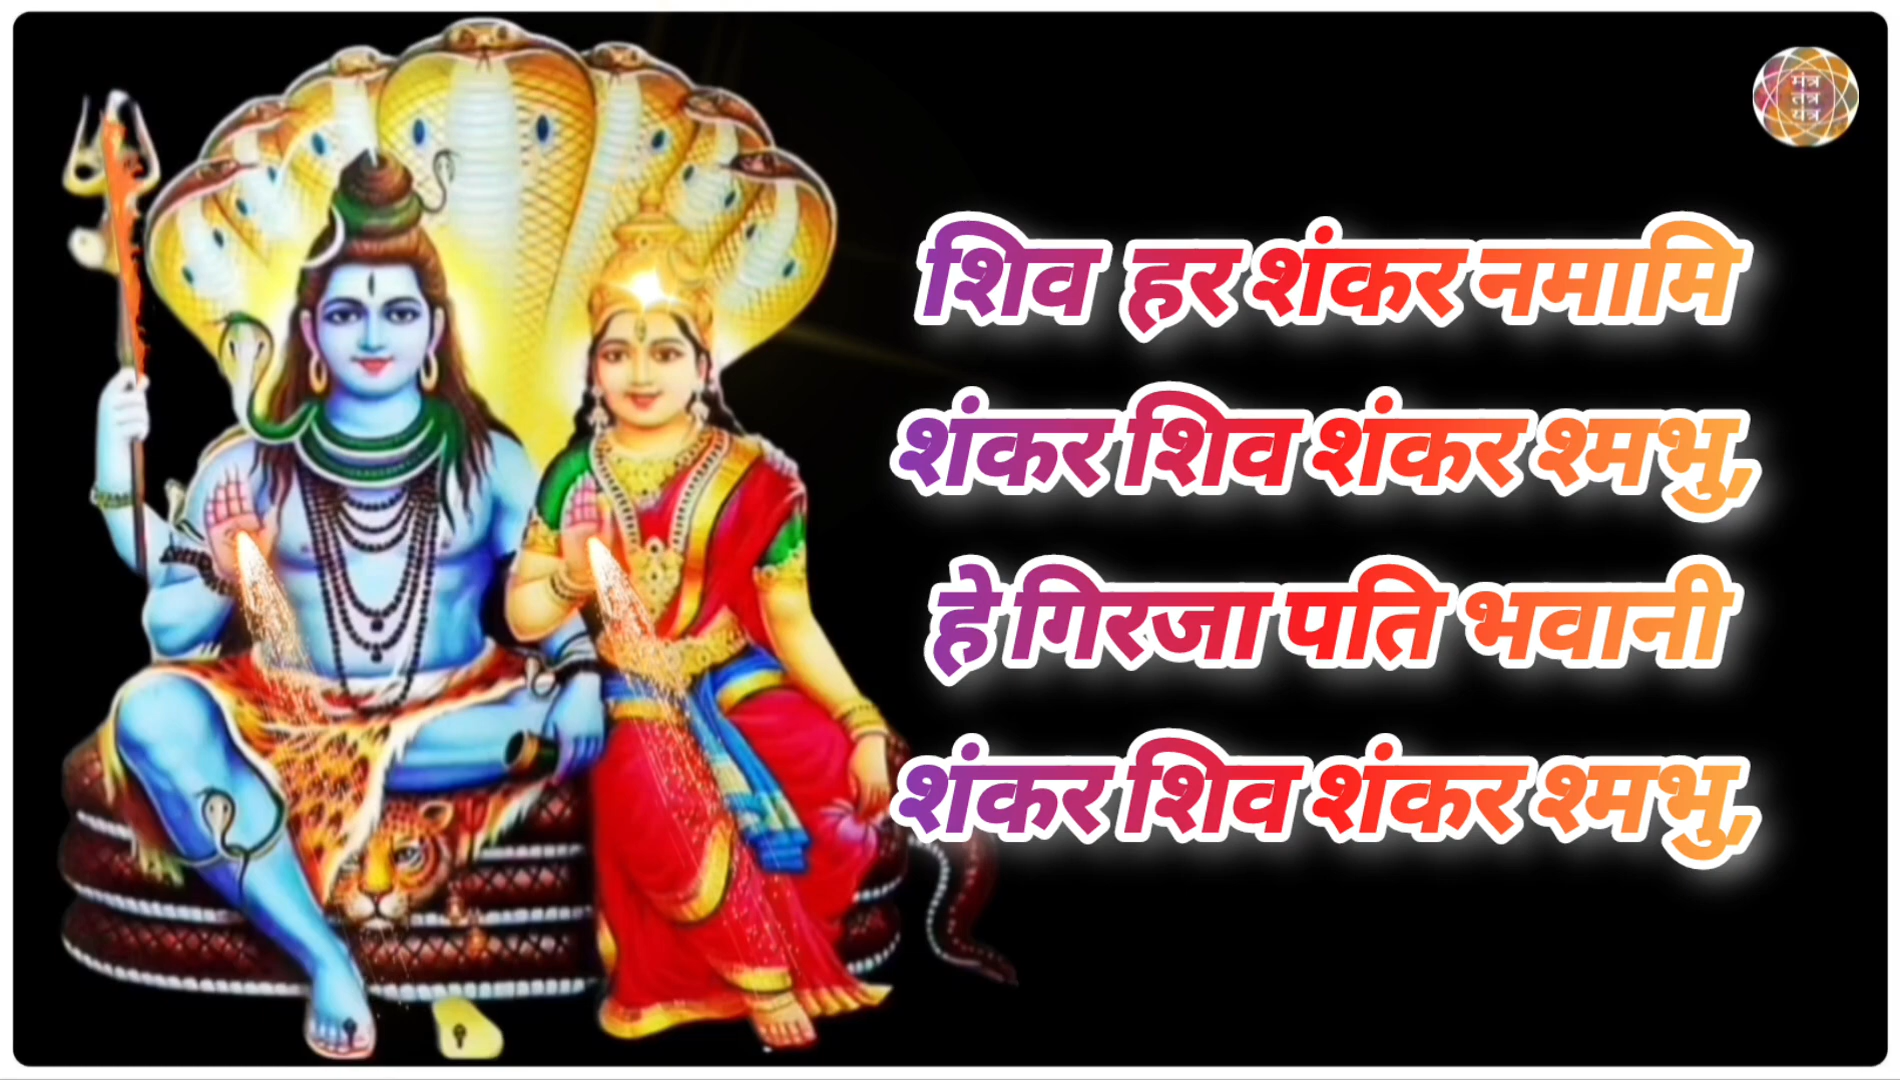 मंत्र
तंत्र
यंत्र
शिव हर शंकर नमामि
शंकर शिव शंकर श्मभु,
हे गिरजा पति भवानी
शंकर शिव शंकर श्मभु,